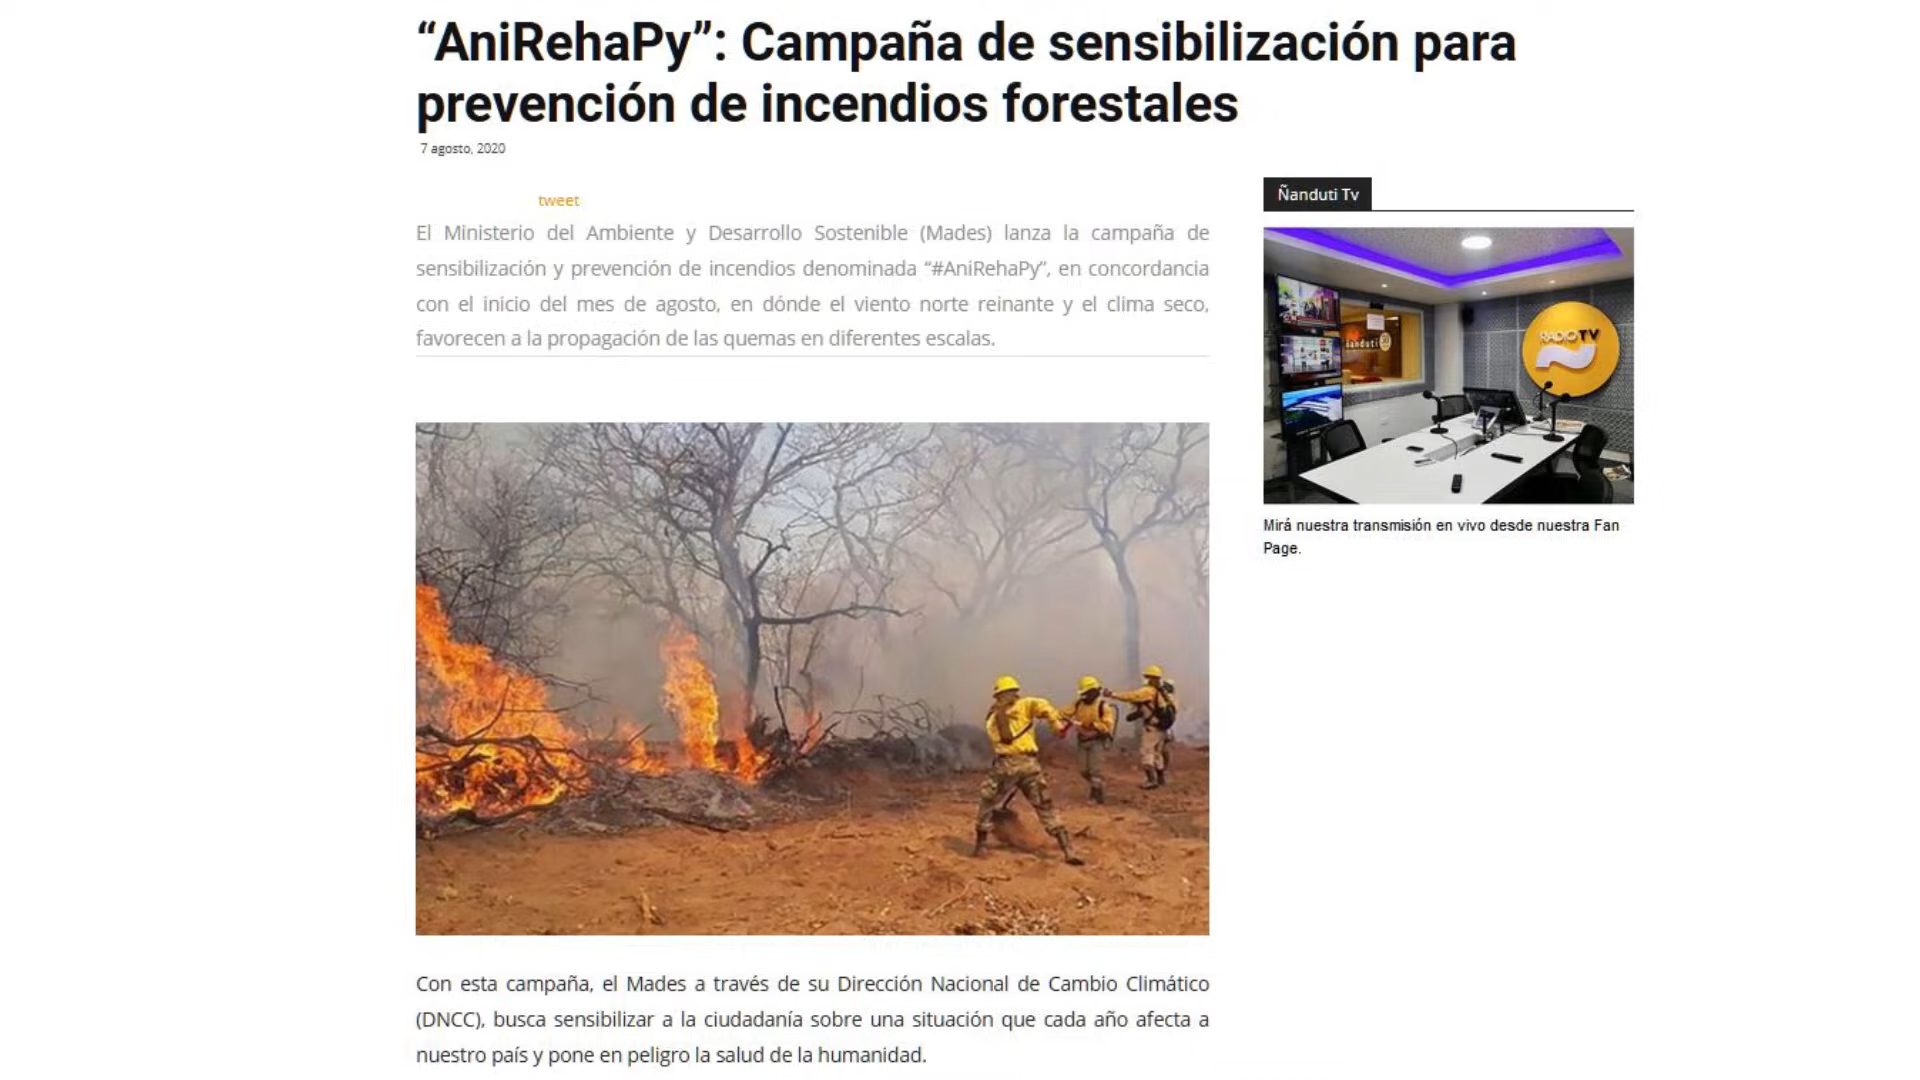 “AniRehaPy”: Campaña de sensibilización para
prevención de incendios forestales
7 agosto, 2020
tweet
El Ministerio del Ambiente y Desarrollo Sostenible (Mades) lanza la campaña de
sensibilización y prevención de incendios denominada “#AniRehaPy”, en concordancia
con el inicio del mes de agosto, en dónde el viento norte reinante y el clima seco,
favorecen a la propagación de las quemas en diferentes escalas.
Con esta campaña, el Mades a través de su Dirección Nacional de Cambio Climático
(DNCC), busca sensibilizar a la ciudadanía sobre una situación que cada año afecta a
nuestro país y pone en peligro la salud de la humanidad.
Ñanduti Tv
ñanduti
RADIO TV
Mirá nuestra transmisión en vivo desde nuestra Fan
Page.